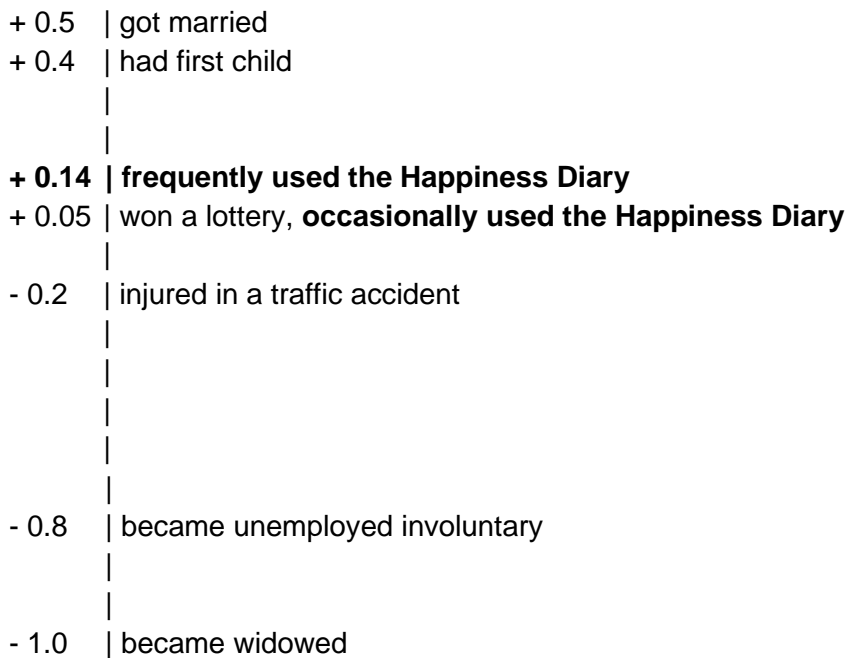 + 0.5 | got married
+ 0.4 | had first child
|
|
+ 0.14 | frequently used the Happiness Diary
+ 0.05 | won a lottery, occasionally used the Happiness Diary
|
- 0.2 | injured in a traffic accident
|
|
|
|
|
- 0.8 | became unemployed involuntary
|
|
- 1.0 | became widowed